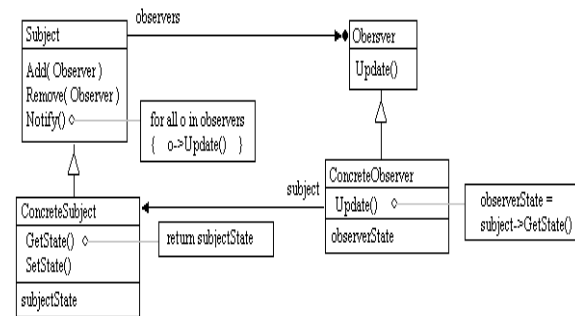 observers
Subject
Add( Observer )
Remove( Observer )
Notify()
for all o in observers
{ o->Update() }
Obersver
Update()
ConcreteSubject
GetState()
SetState()
subjectState
return subjectState
subject
ConcreteObserver
Update()
observerState
observerState =
subject->GetState()